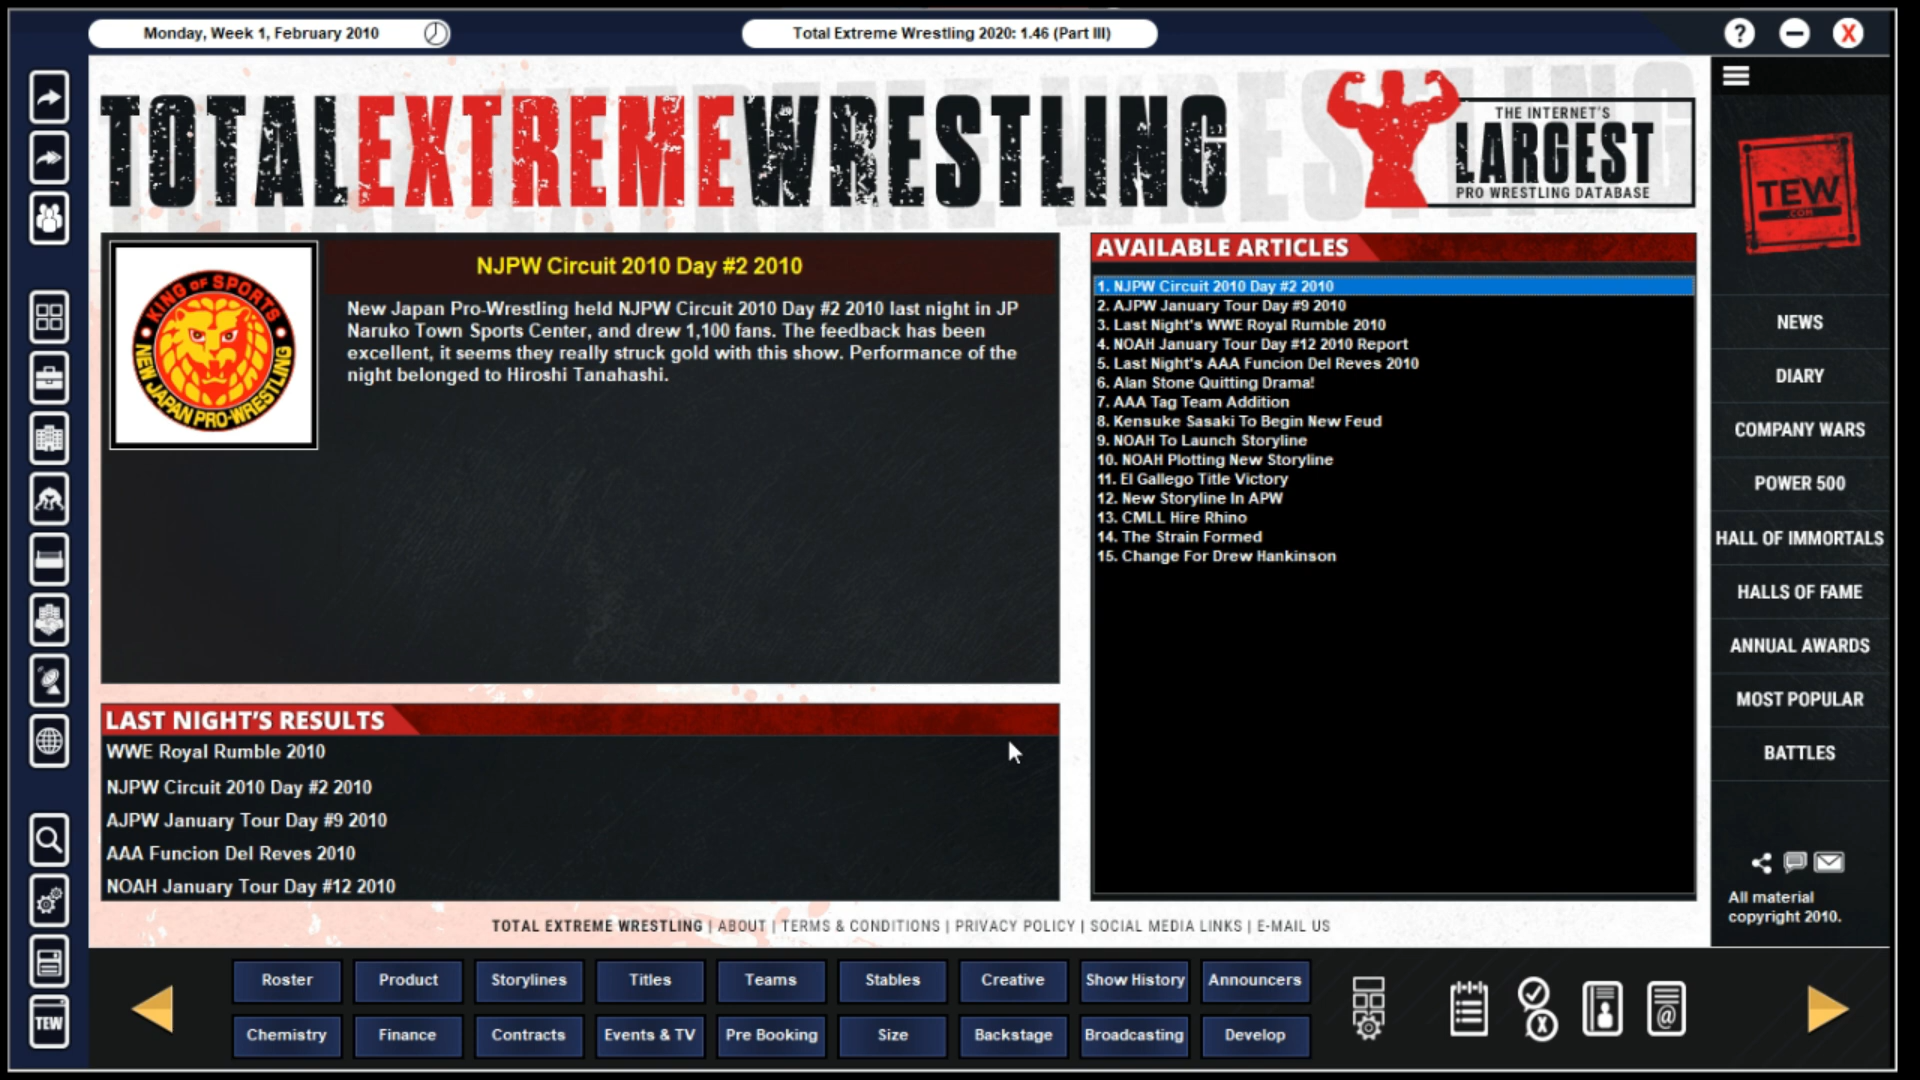 Monday, Week 1, February 2010
Total Extreme Wrestling 2020: 1.46 (Part III)
?
X
TOTALEXTREMEWRESTLING
THE INTERNET'S
LARGEST
PRO WRESTLING DATABASE
TEW
.COM
KING OF SPORTS
NEW JAPAN PRO-WRESTLING
NJPW Circuit 2010 Day #2 2010
New Japan Pro-Wrestling held NJPW Circuit 2010 Day #2 2010 last night in JP
Naruko Town Sports Center, and drew 1,100 fans. The feedback has been
excellent, it seems they really struck gold with this show. Performance of the
night belonged to Hiroshi Tanahashi.
AVAILABLE ARTICLES
1. NJPW Circuit 2010 Day #2 2010
2. AJPW January Tour Day #9 2010
3. Last Night's WWE Royal Rumble 2010
4. NOAH January Tour Day #12 2010 Report
5. Last Night's AAA Funcion Del Reves 2010
6. Alan Stone Quitting Drama!
7. AAA Tag Team Addition
8. Kensuke Sasaki To Begin New Feud
9. NOAH To Launch Storyline
10. NOAH Plotting New Storyline
11. El Gallego Title Victory
12. New Storyline In APW
13. CMLL Hire Rhino
14. The Strain Formed
15. Change For Drew Hankinson
NEWS
DIARY
COMPANY WARS
POWER 500
HALL OF IMMORTALS
HALLS OF FAME
ANNUAL AWARDS
MOST POPULAR
BATTLES
All material
copyright 2010.
LAST NIGHT'S RESULTS
WWE Royal Rumble 2010
NJPW Circuit 2010 Day #2 2010
AJPW January Tour Day #9 2010
AAA Funcion Del Reves 2010
NOAH January Tour Day #12 2010
TOTAL EXTREME WRESTLING | ABOUT | TERMS & CONDITIONS | PRIVACY POLICY | SOCIAL MEDIA LINKS | E-MAIL US
Roster Product Storylines Titles Teams Stables Creative Show History Announcers
Chemistry Finance Contracts Events & TV Pre Booking Size Backstage Broadcasting Develop
TEW